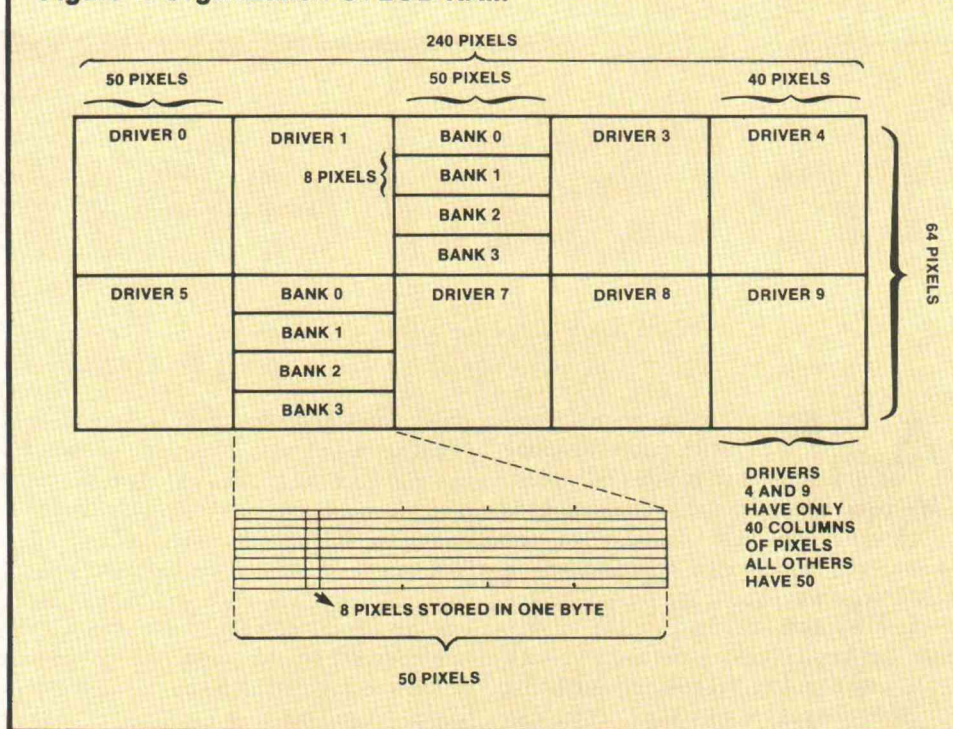 240 PIXELS
50 PIXELS
50 PIXELS
40 PIXELS
DRIVER 0
DRIVER 1
BANK 0
DRIVER 3
DRIVER 4
8 PIXELS
BANK 1
BANK 2
BANK 3
64 PIXELS
DRIVER 5
BANK 0
DRIVER 7
DRIVER 8
DRIVER 9
BANK 1
BANK 2
BANK 3
DRIVERS
4 AND 9
HAVE ONLY
40 COLUMNS
OF PIXELS
ALL OTHERS
HAVE 50
8 PIXELS STORED IN ONE BYTE
50 PIXELS